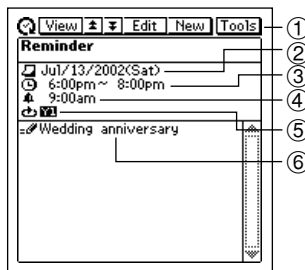 View Edit New Tools ①
Reminder ②
Jul/13/2002(Sat) ③
6:00pm~ 8:00pm
9:00am ④
Y1 ⑤
Wedding anniversary
⑥